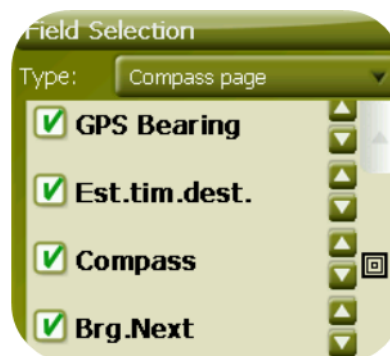 Field Selection
Type: Compass page
GPS Bearing
Est.tim.dest.
Compass
Brg.Next